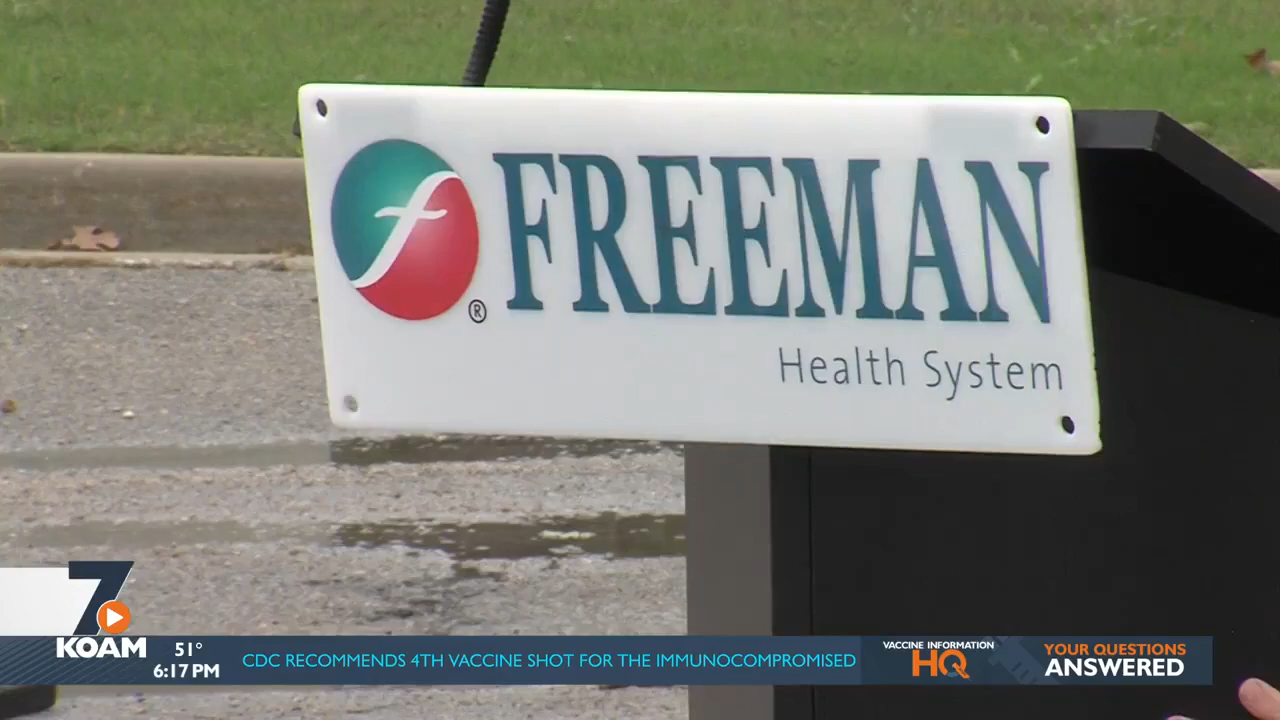 f
FREEMAN
®
Health System
7
KOAM
51°
6:17 PM
CDC RECOMMENDS 4TH VACCINE SHOT FOR THE IMMUNOCOMPROMISED
VACCINE INFORMATION
HQ
YOUR QUESTIONS
ANSWERED